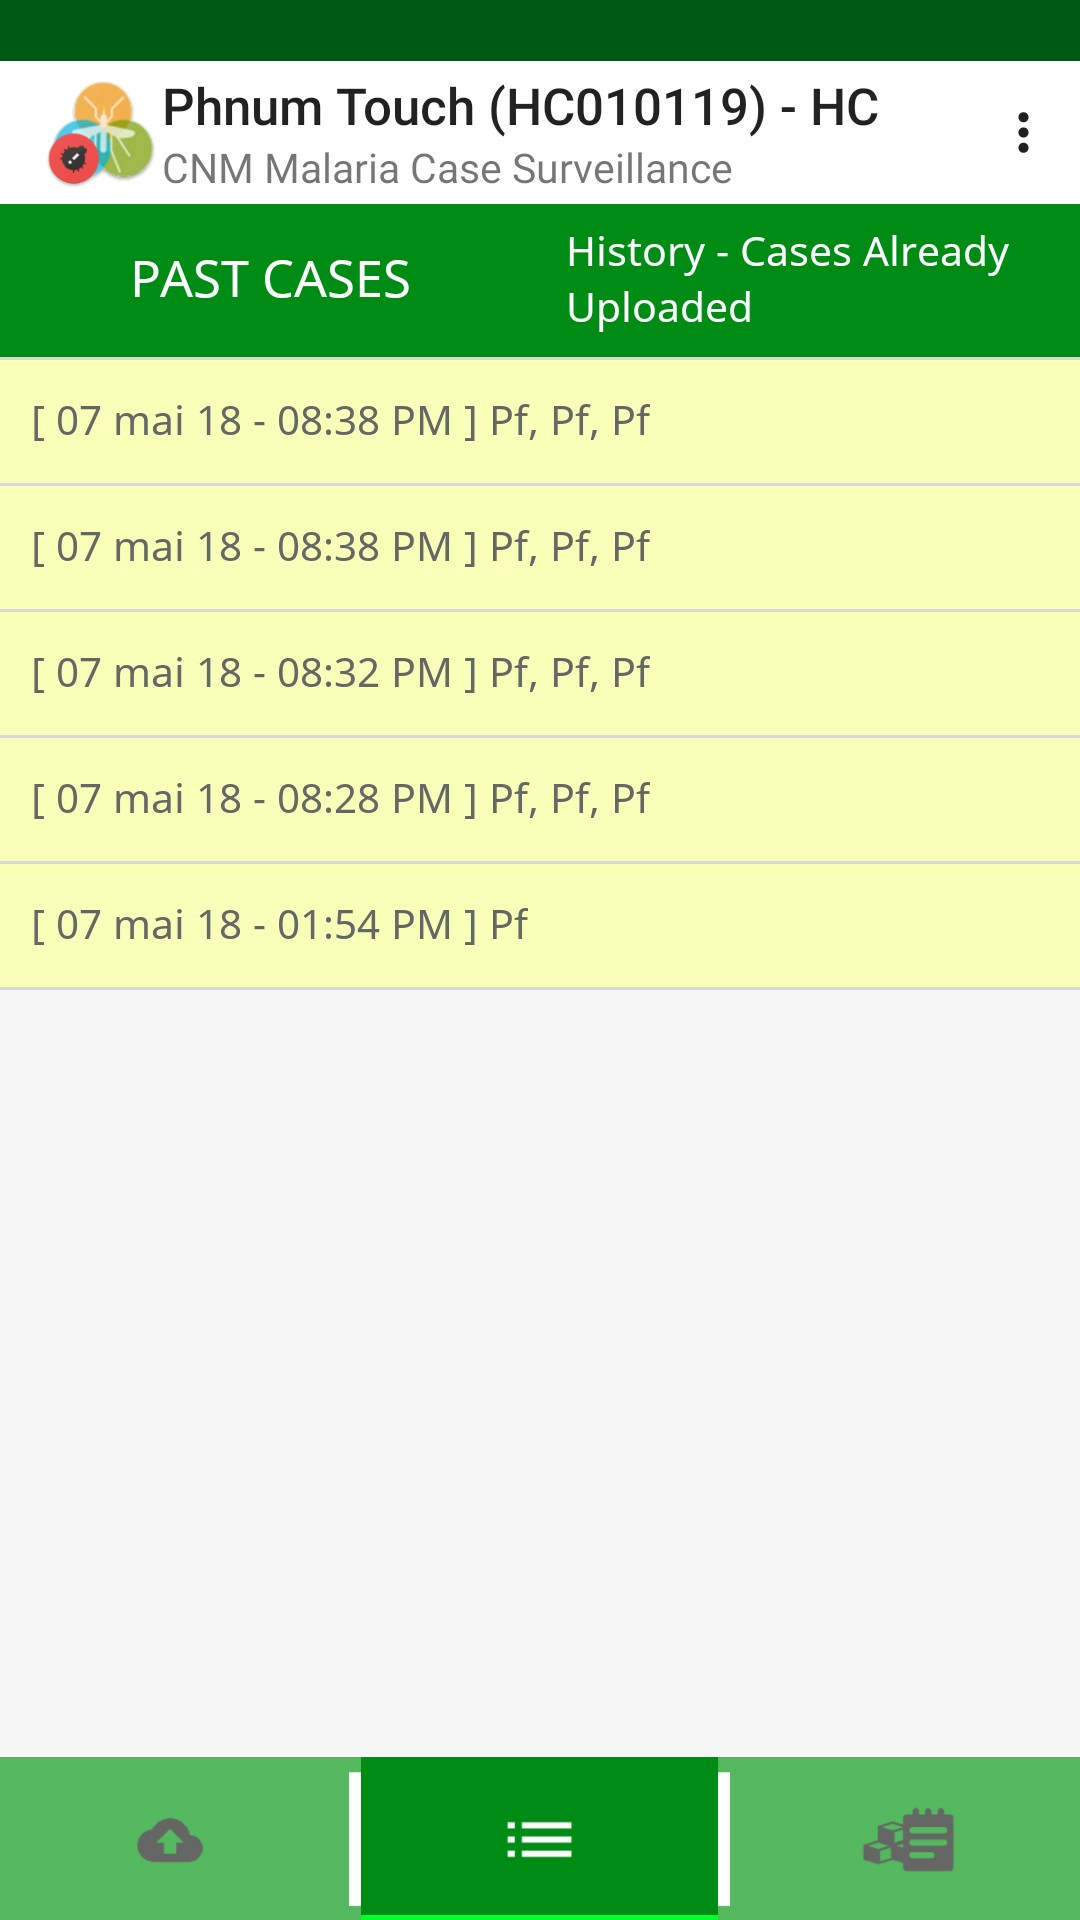 Phnum Touch (HC010119) - HC
CNM Malaria Case Surveillance
PAST CASES
History - Cases Already
Uploaded
[ 07 mai 18 - 08:38 PM ] Pf, Pf, Pf
[ 07 mai 18 - 08:38 PM ] Pf, Pf, Pf
[ 07 mai 18 - 08:32 PM ] Pf, Pf, Pf
[ 07 mai 18 - 08:28 PM ] Pf, Pf, Pf
[ 07 mai 18 - 01:54 PM ] Pf